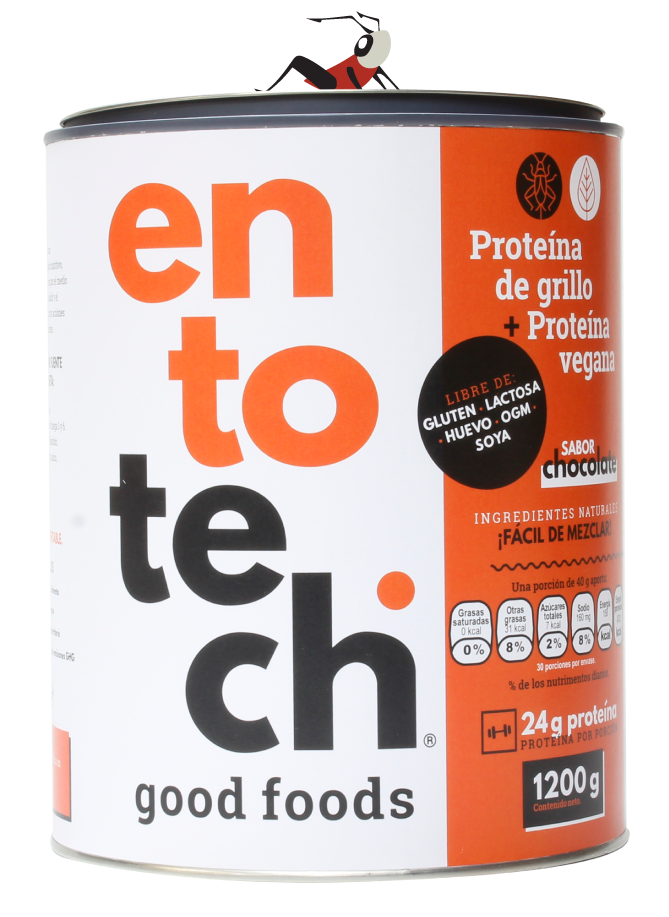 en
to
te
ch
®
good foods
Proteína
de grillo
+ Proteína
vegana
LIBRE DE:
GLUTEN · LACTOSA
· HUEVO · OGM ·
SOYA
SABOR
chocolate
INGREDIENTES NATURALES
¡FÁCIL DE MEZCLAR!
Una porción de 40 g aporta
Grasas saturadas 0 kcal 0%
Otras grasas 31 kcal 8%
Azúcares totales 7 kcal 2%
Sodio 160 mg 8%
Energía kcal
30 porciones por envase.
% de los nutrimentos diarios.
24g proteína
PROTEÍNA POR PORCIÓN
1200 g
Contenido neto.
GHG